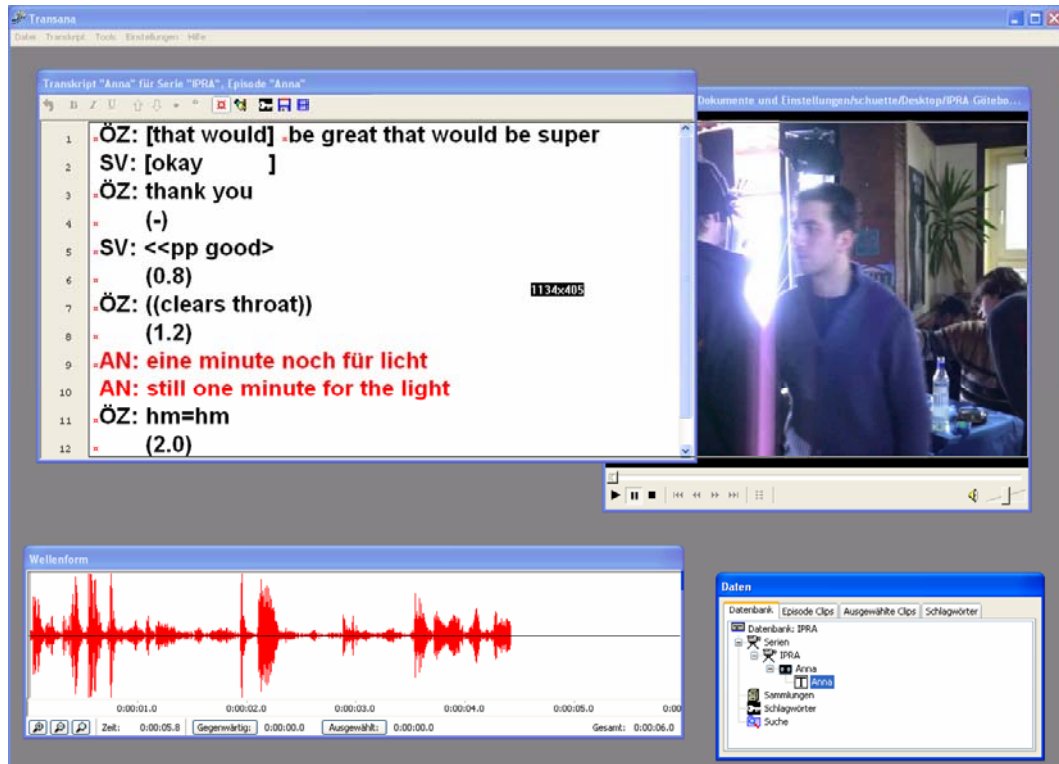 Transana
Datei Transkript Tools Einstellungen Hilfe
Transkript "Anna" für Serie "IPRA", Episode "Anna"
B I U
1 ÖZ: [that would] be great that would be super
2 SV: [okay ]
3 ÖZ: thank you
4 (-)
5 SV: <<pp good>
6 (0.8)
7 ÖZ: ((clears throat))
8 (1.2)
9 AN: eine minute noch für licht
10 AN: still one minute for the light
11 ÖZ: hm=hm
12 (2.0)
1134x405
Dokumente und Einstellungen/schuette/Desktop/IPRA Götebo...
Wellenform
0:00:01.0 0:00:02.0 0:00:03.0 0:00:04.0 0:00:05.0 0:00
Zeit: 0:00:05.8 Gegenwärtig: 0:00:00.0 Ausgewählt: 0:00:00.0 Gesamt: 0:00:06.0
Daten
Datenbank Episode Clips Ausgewählte Clips Schlagwörter
Datenbank: IPRA
Serien
IPRA
Anna
Anna
Sammlungen
Schlagwörter
Suche